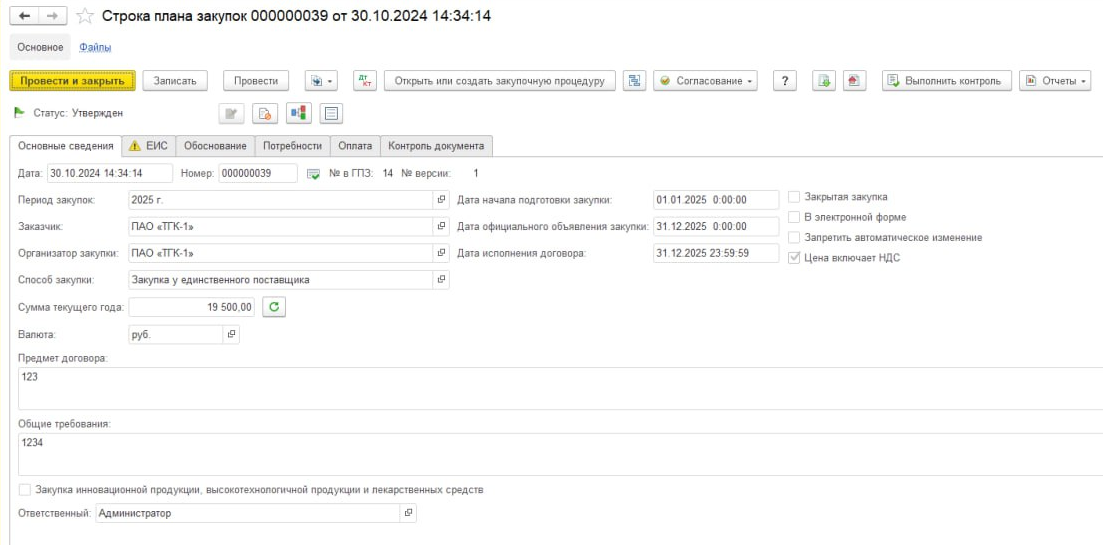 Строка плана закупок 000000039 от 30.10.2024 14:34:14
Основное Файлы
Провести и закрыть Записать Провести Дт Кт Открыть или создать закупочную процедуру Согласование ? Выполнить контроль Отчеты
Статус: Утвержден
Основные сведения ЕИС Обоснование Потребности Оплата Контроль документа
Дата: 30.10.2024 14:34:14 Номер: 000000039 № в ГПЗ: 14 № версии: 1
Период закупок: 2025 г. Дата начала подготовки закупки: 01.01.2025 0:00:00 Закрытая закупка
Заказчик: ПАО «ТГК-1» Дата официального объявления закупки: 31.12.2025 0:00:00 В электронной форме
Организатор закупки: ПАО «ТГК-1» Дата исполнения договора: 31.12.2025 23:59:59 Запретить автоматическое изменение
Цена включает НДС
Способ закупки: Закупка у единственного поставщика
Сумма текущего года: 19 500,00
Валюта: руб.
Предмет договора:
123
Общие требования:
1234
Закупка инновационной продукции, высокотехнологичной продукции и лекарственных средств
Ответственный: Администратор